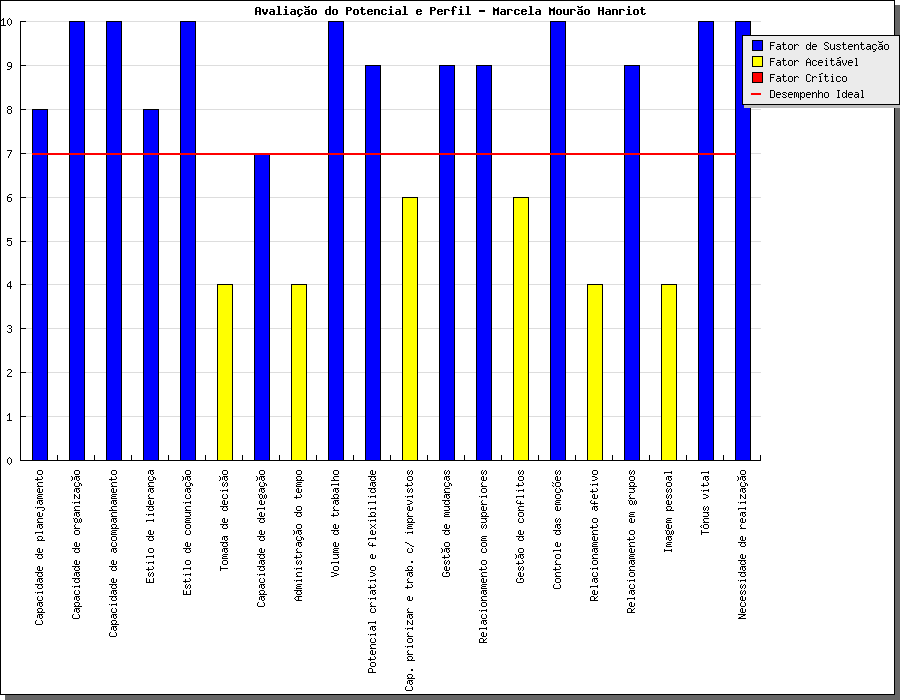 Avaliação do Potencial e Perfil - Marcela Mourão Hanriot
Fator de Sustentação
Fator Aceitável
Fator Crítico
Desempenho Ideal
10
9
8
7
6
5
4
3
2
1
0
Capacidade de planejamento
Capacidade de organização
Capacidade de acompanhamento
Estilo de liderança
Estilo de comunicação
Tomada de decisão
Capacidade de delegação
Administração do tempo
Volume de trabalho
Potencial criativo e flexibilidade
Cap. priorizar e trab. c/ imprevistos
Gestão de mudanças
Relacionamento com superiores
Gestão de conflitos
Controle das emoções
Relacionamento afetivo
Relacionamento em grupos
Imagem pessoal
Tônus vital
Necessidade de realização